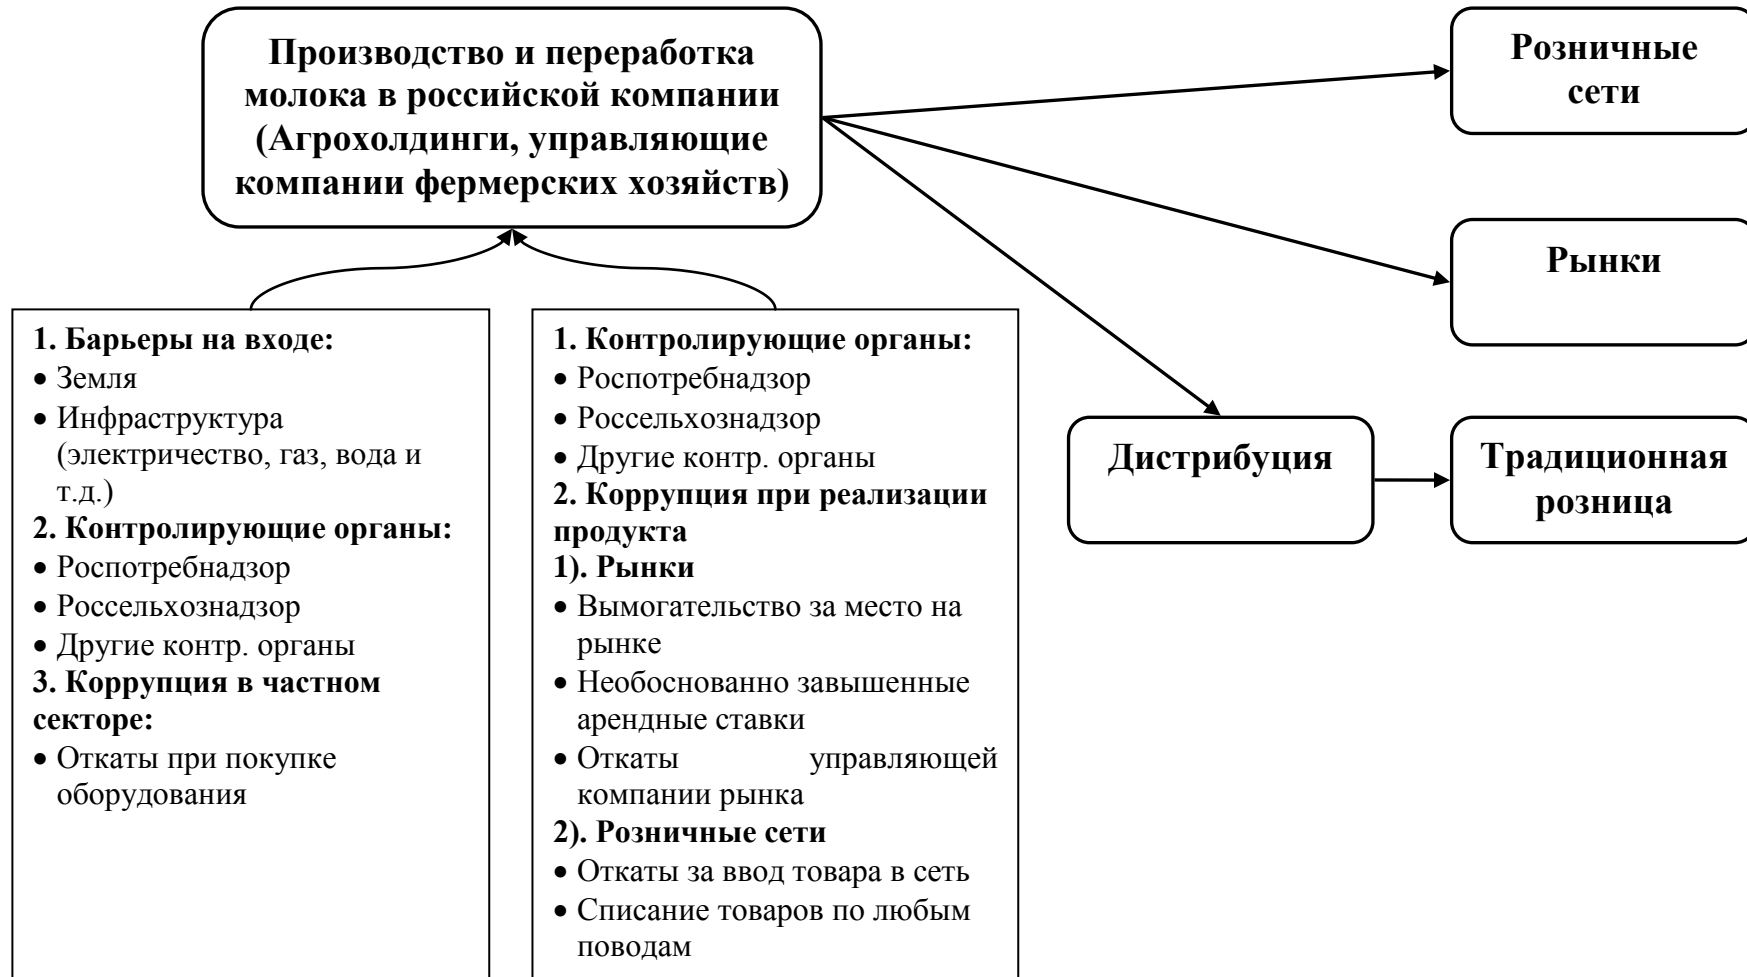 Производство и переработка
молока в российской компании
(Агрохолдинги, управляющие
компании фермерских хозяйств)
Розничные
сети
Рынки
Дистрибуция
Традиционная
розница
1. Барьеры на входе:
• Земля
• Инфраструктура
(электричество, газ, вода и
т.д.)
2. Контролирующие органы:
• Роспотребнадзор
• Россельхознадзор
• Другие контр. органы
3. Коррупция в частном
секторе:
• Откаты при покупке
оборудования
1. Контролирующие органы:
• Роспотребнадзор
• Россельхознадзор
• Другие контр. органы
2. Коррупция при реализации
продукта
1). Рынки
• Вымогательство за место на
рынке
• Необоснованно завышенные
арендные ставки
• Откаты управляющей
компании рынка
2). Розничные сети
• Откаты за ввод товара в сеть
• Списание товаров по любым
поводам